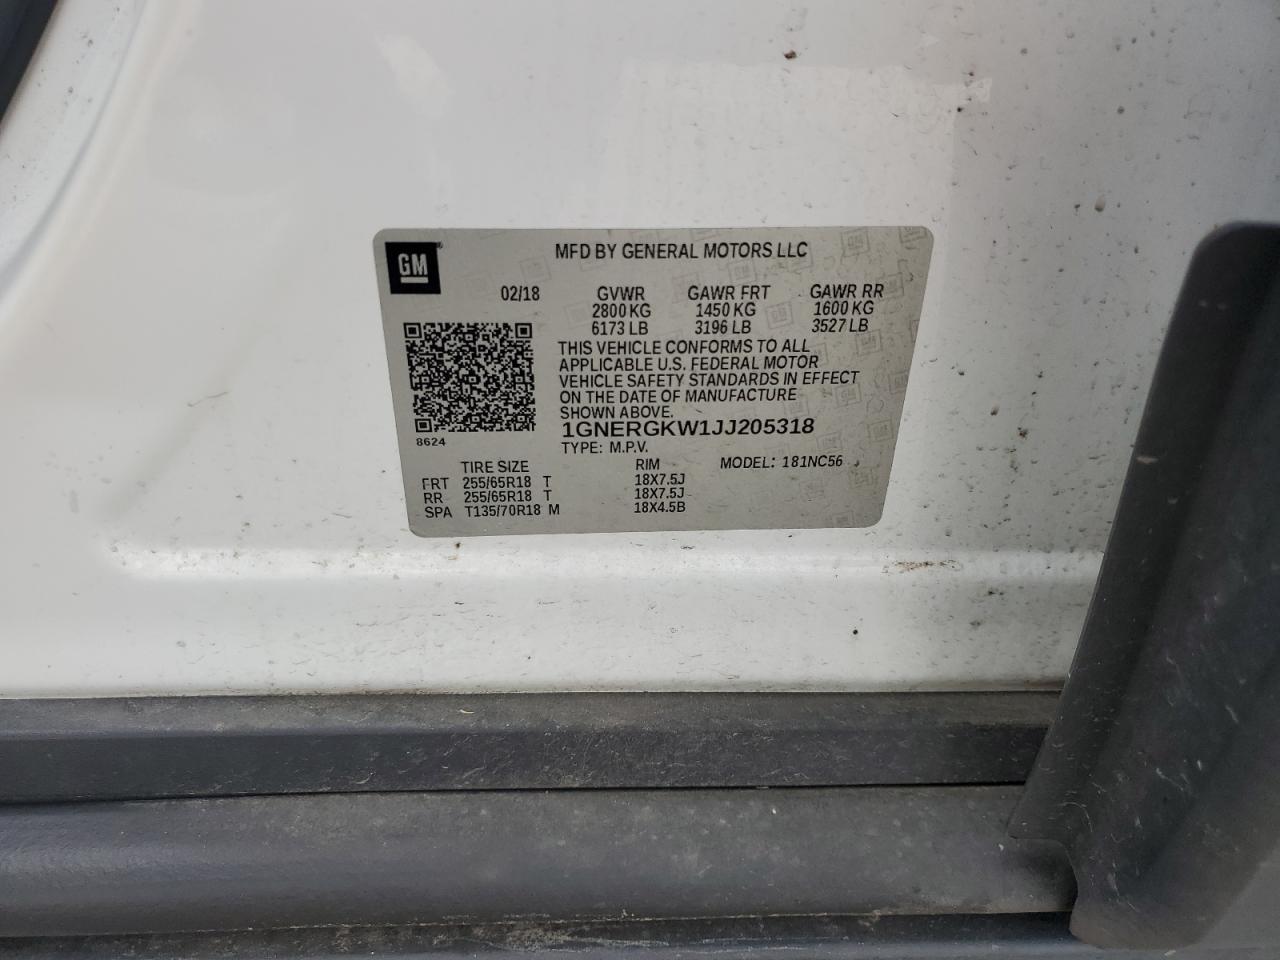 GM
MFD BY GENERAL MOTORS LLC
02/18 GVWR GAWR FRT GAWR RR
2800 KG 1450 KG 1600 KG
6173 LB 3196 LB 3527 LB
THIS VEHICLE CONFORMS TO ALL
APPLICABLE U.S. FEDERAL MOTOR
VEHICLE SAFETY STANDARDS IN EFFECT
ON THE DATE OF MANUFACTURE
SHOWN ABOVE.
1GNERGKW1JJ205318
8624
TYPE: M.P.V.
TIRE SIZE RIM MODEL: 181NC56
FRT 255/65R18 T 18X7.5J
RR 255/65R18 T 18X7.5J
SPA T135/70R18 M 18X4.5B